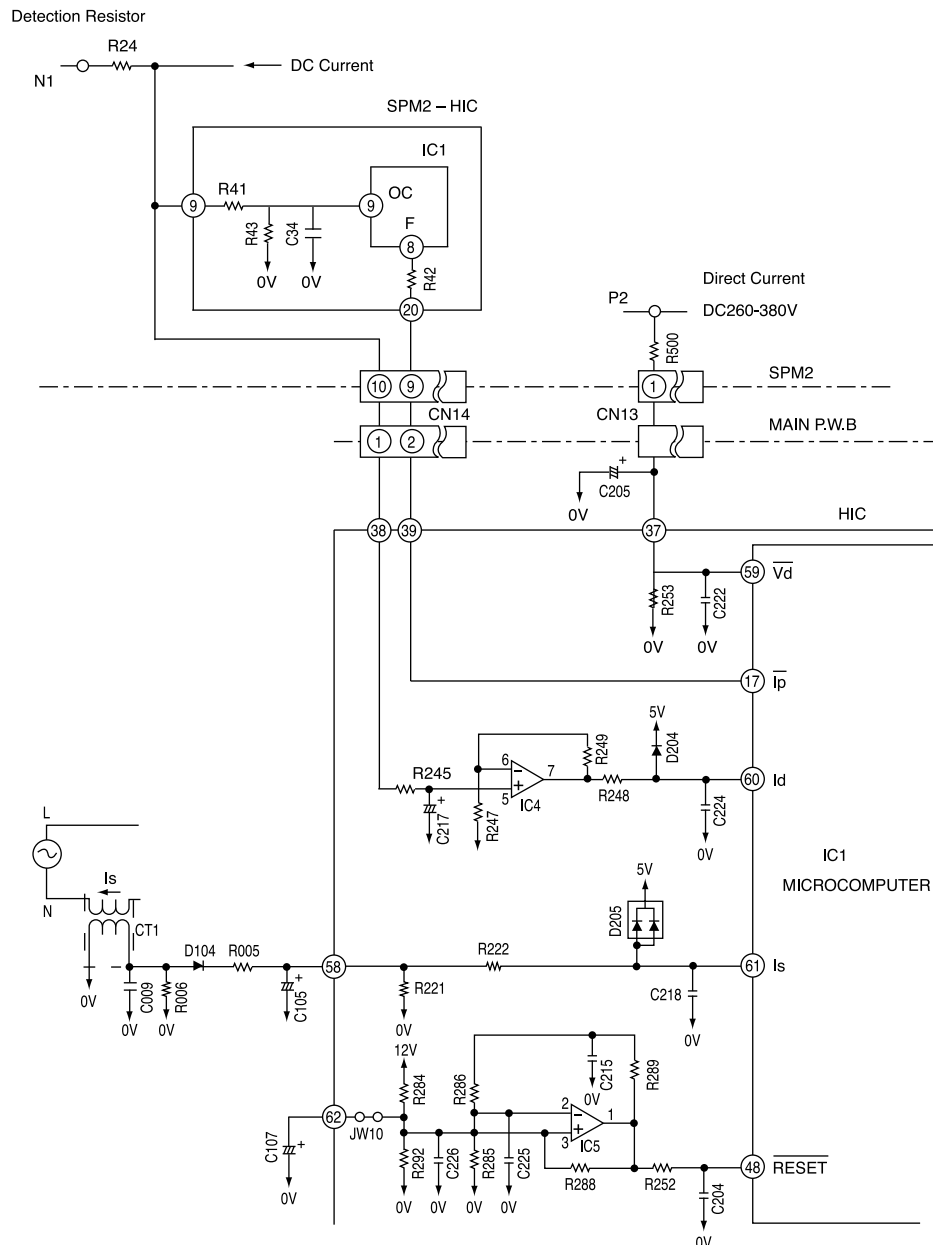 Detection Resistor
R24
N1
DC Current
SPM2 – HIC
IC1
9
R41
9
OC
R43
C34
F
8
0V
0V
R42
20
Direct Current
P2
DC260-380V
R500
10
9
1
SPM2
CN14
CN13
MAIN P.W.B
1
2
+
C205
0V
38
39
37
HIC
59
Vd
R253
C222
0V
0V
17
Ip
5V
D204
R249
R245
6
–
7
+
5
IC4
R248
60
Id
+
C217
R247
C224
0V
L
Is
N
CT1
IC1
MICROCOMPUTER
5V
D205
D104
R005
58
R222
61
Is
0V
C009
R006
+
C105
R221
C218
0V
0V
0V
0V
0V
12V
R284
R286
C215
R289
0V
62
JW10
2
–
1
+
3
IC5
C107
+
R292
C226
R285
C225
R288
R252
48
RESET
C204
0V
0V
0V
0V
0V
0V